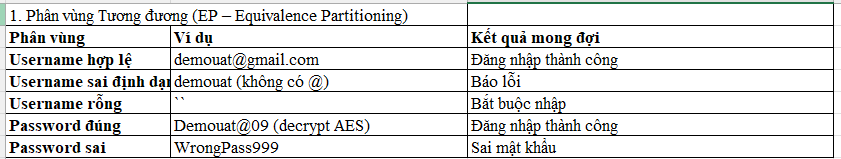 1. Phân vùng Tương đương (EP – Equivalence Partitioning)
Phân vùng Ví dụ Kết quả mong đợi
Username hợp lệ demouat@gmail.com Đăng nhập thành công
Username sai định dạn demouat (không có @) Báo lỗi
Username rỗng `` Bắt buộc nhập
Password đúng Demouat@09 (decrypt AES) Đăng nhập thành công
Password sai WrongPass999 Sai mật khẩu